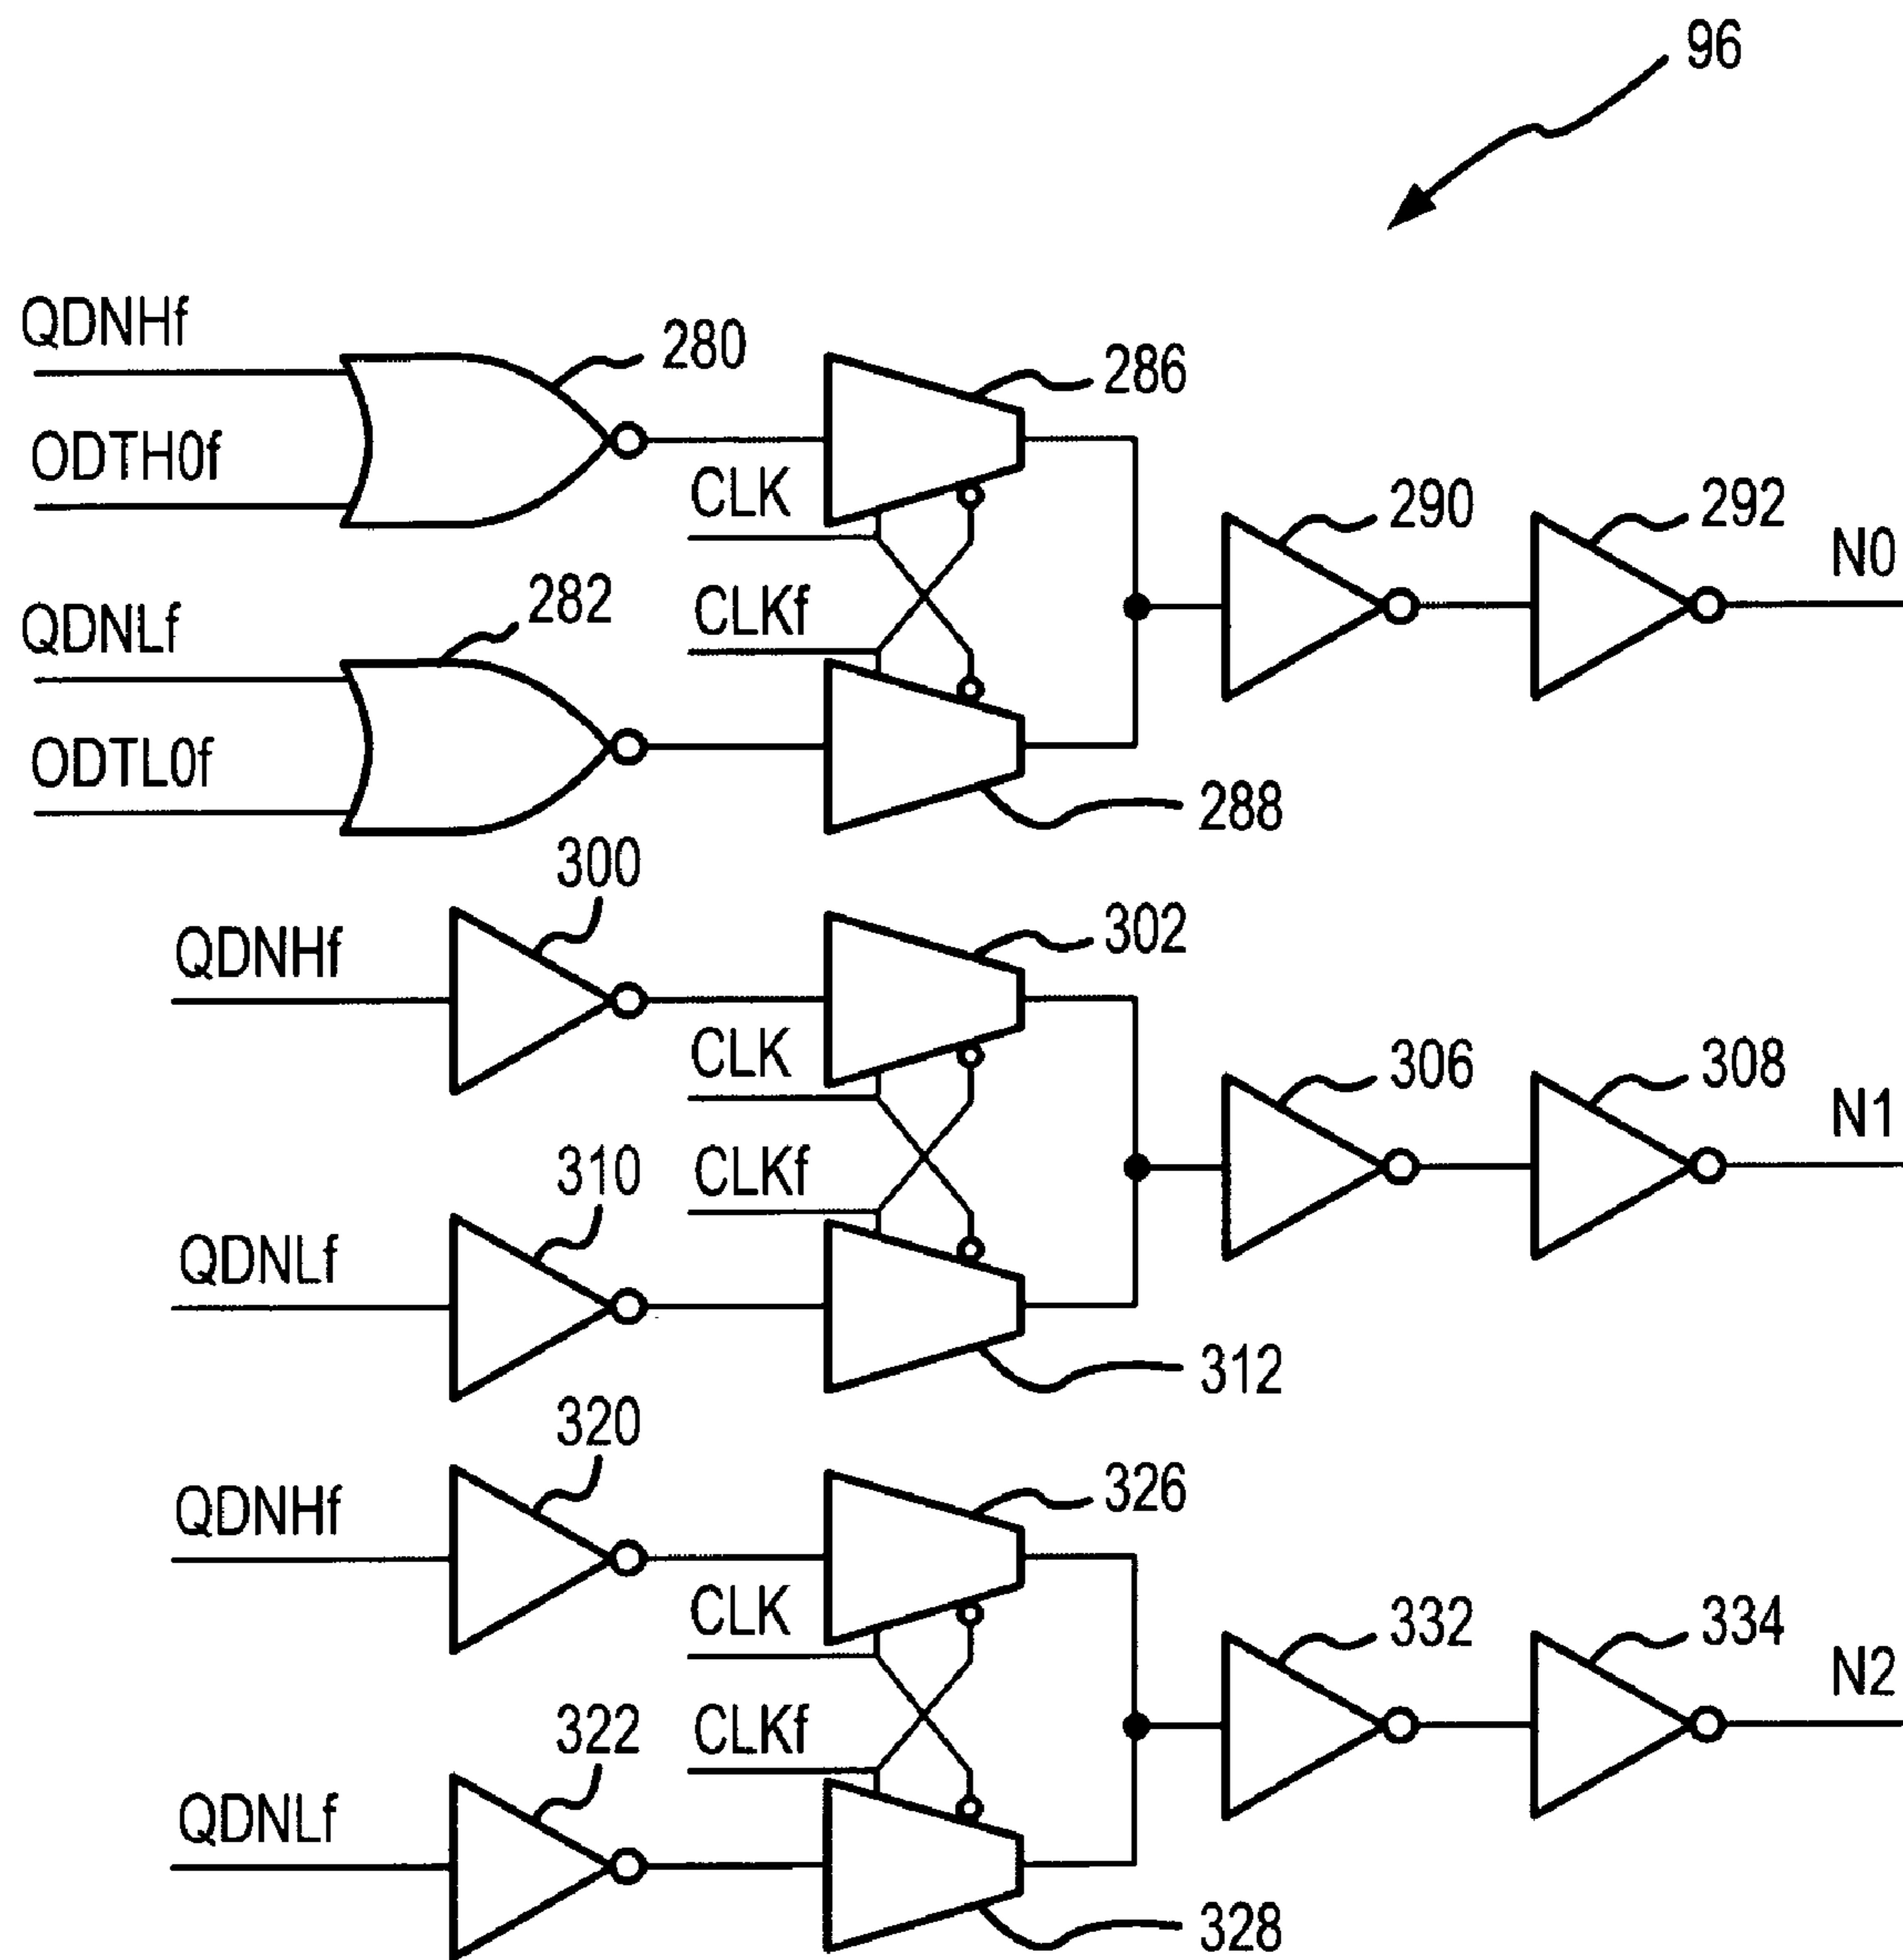 96
QDNHf
280
286
ODTH0f
CLK
290
292
N0
282
QDNLf
CLKf
ODTL0f
288
300
302
QDNHf
CLK
306
308
N1
310
CLKf
QDNLf
312
320
326
QDNHf
CLK
332
334
N2
322
CLKf
QDNLf
328